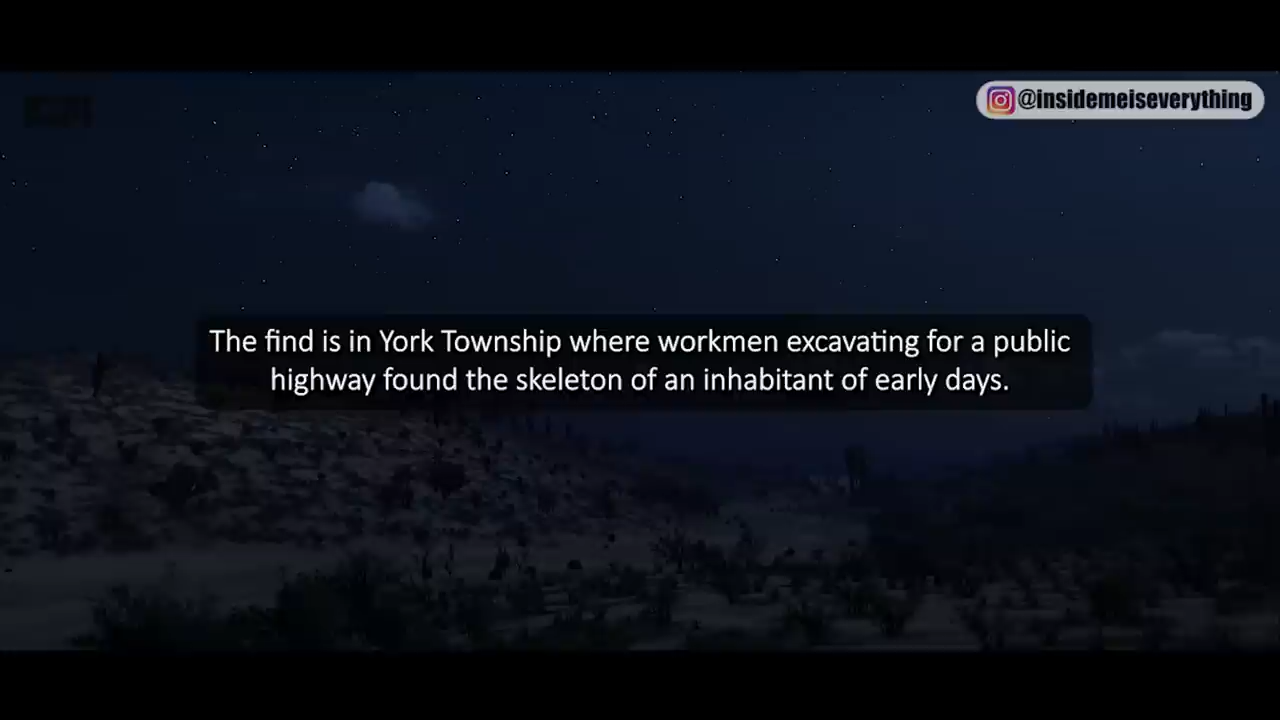 @insidemeiseverything
The find is in York Township where workmen excavating for a public
highway found the skeleton of an inhabitant of early days.